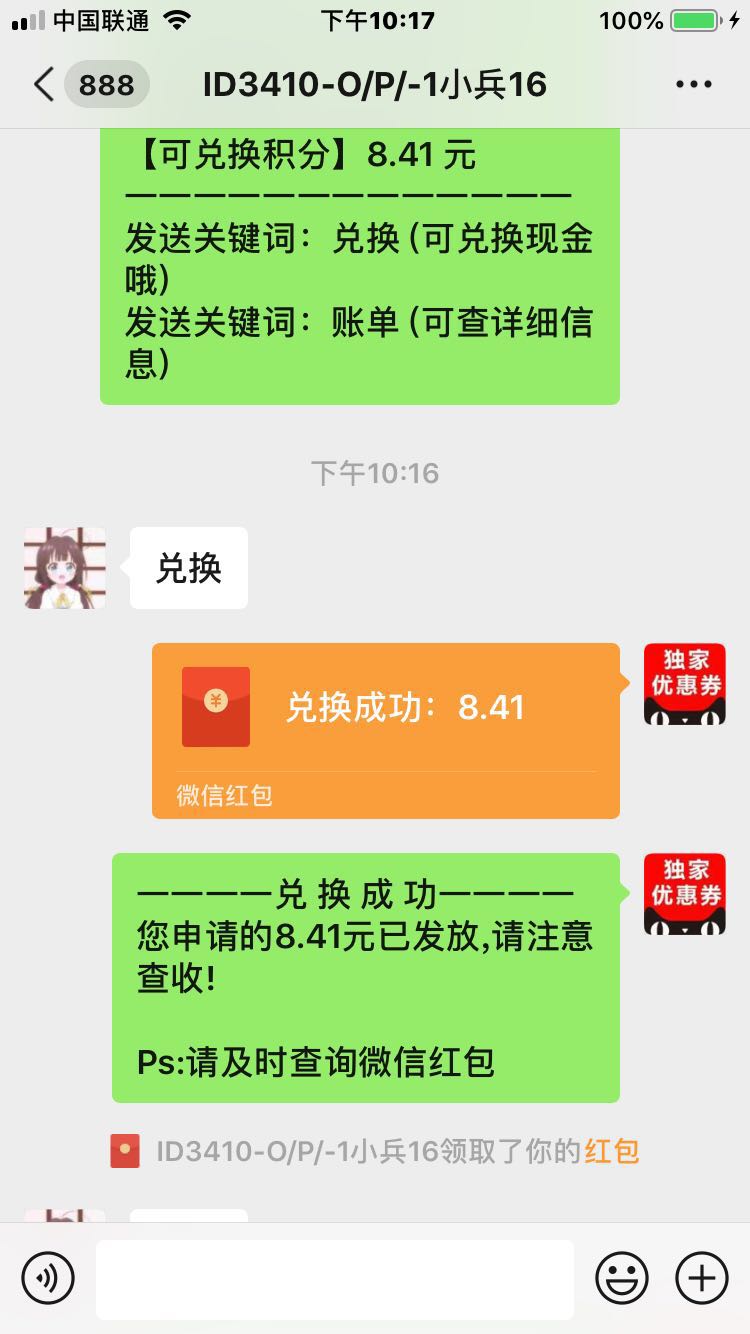 中国联通
下午10:17
100%
888
ID3410-O/P/-1小兵16
【可兑换积分】8.41 元
——————————————
发送关键词：兑换 (可兑换现金
哦)
发送关键词：账单 (可查详细信
息)
下午10:16
兑换
独家
优惠券
¥
兑换成功：8.41
微信红包
独家
优惠券
————兑 换 成 功————
您申请的8.41元已发放,请注意
查收!
Ps:请及时查询微信红包
ID3410-O/P/-1小兵16领取了你的红包